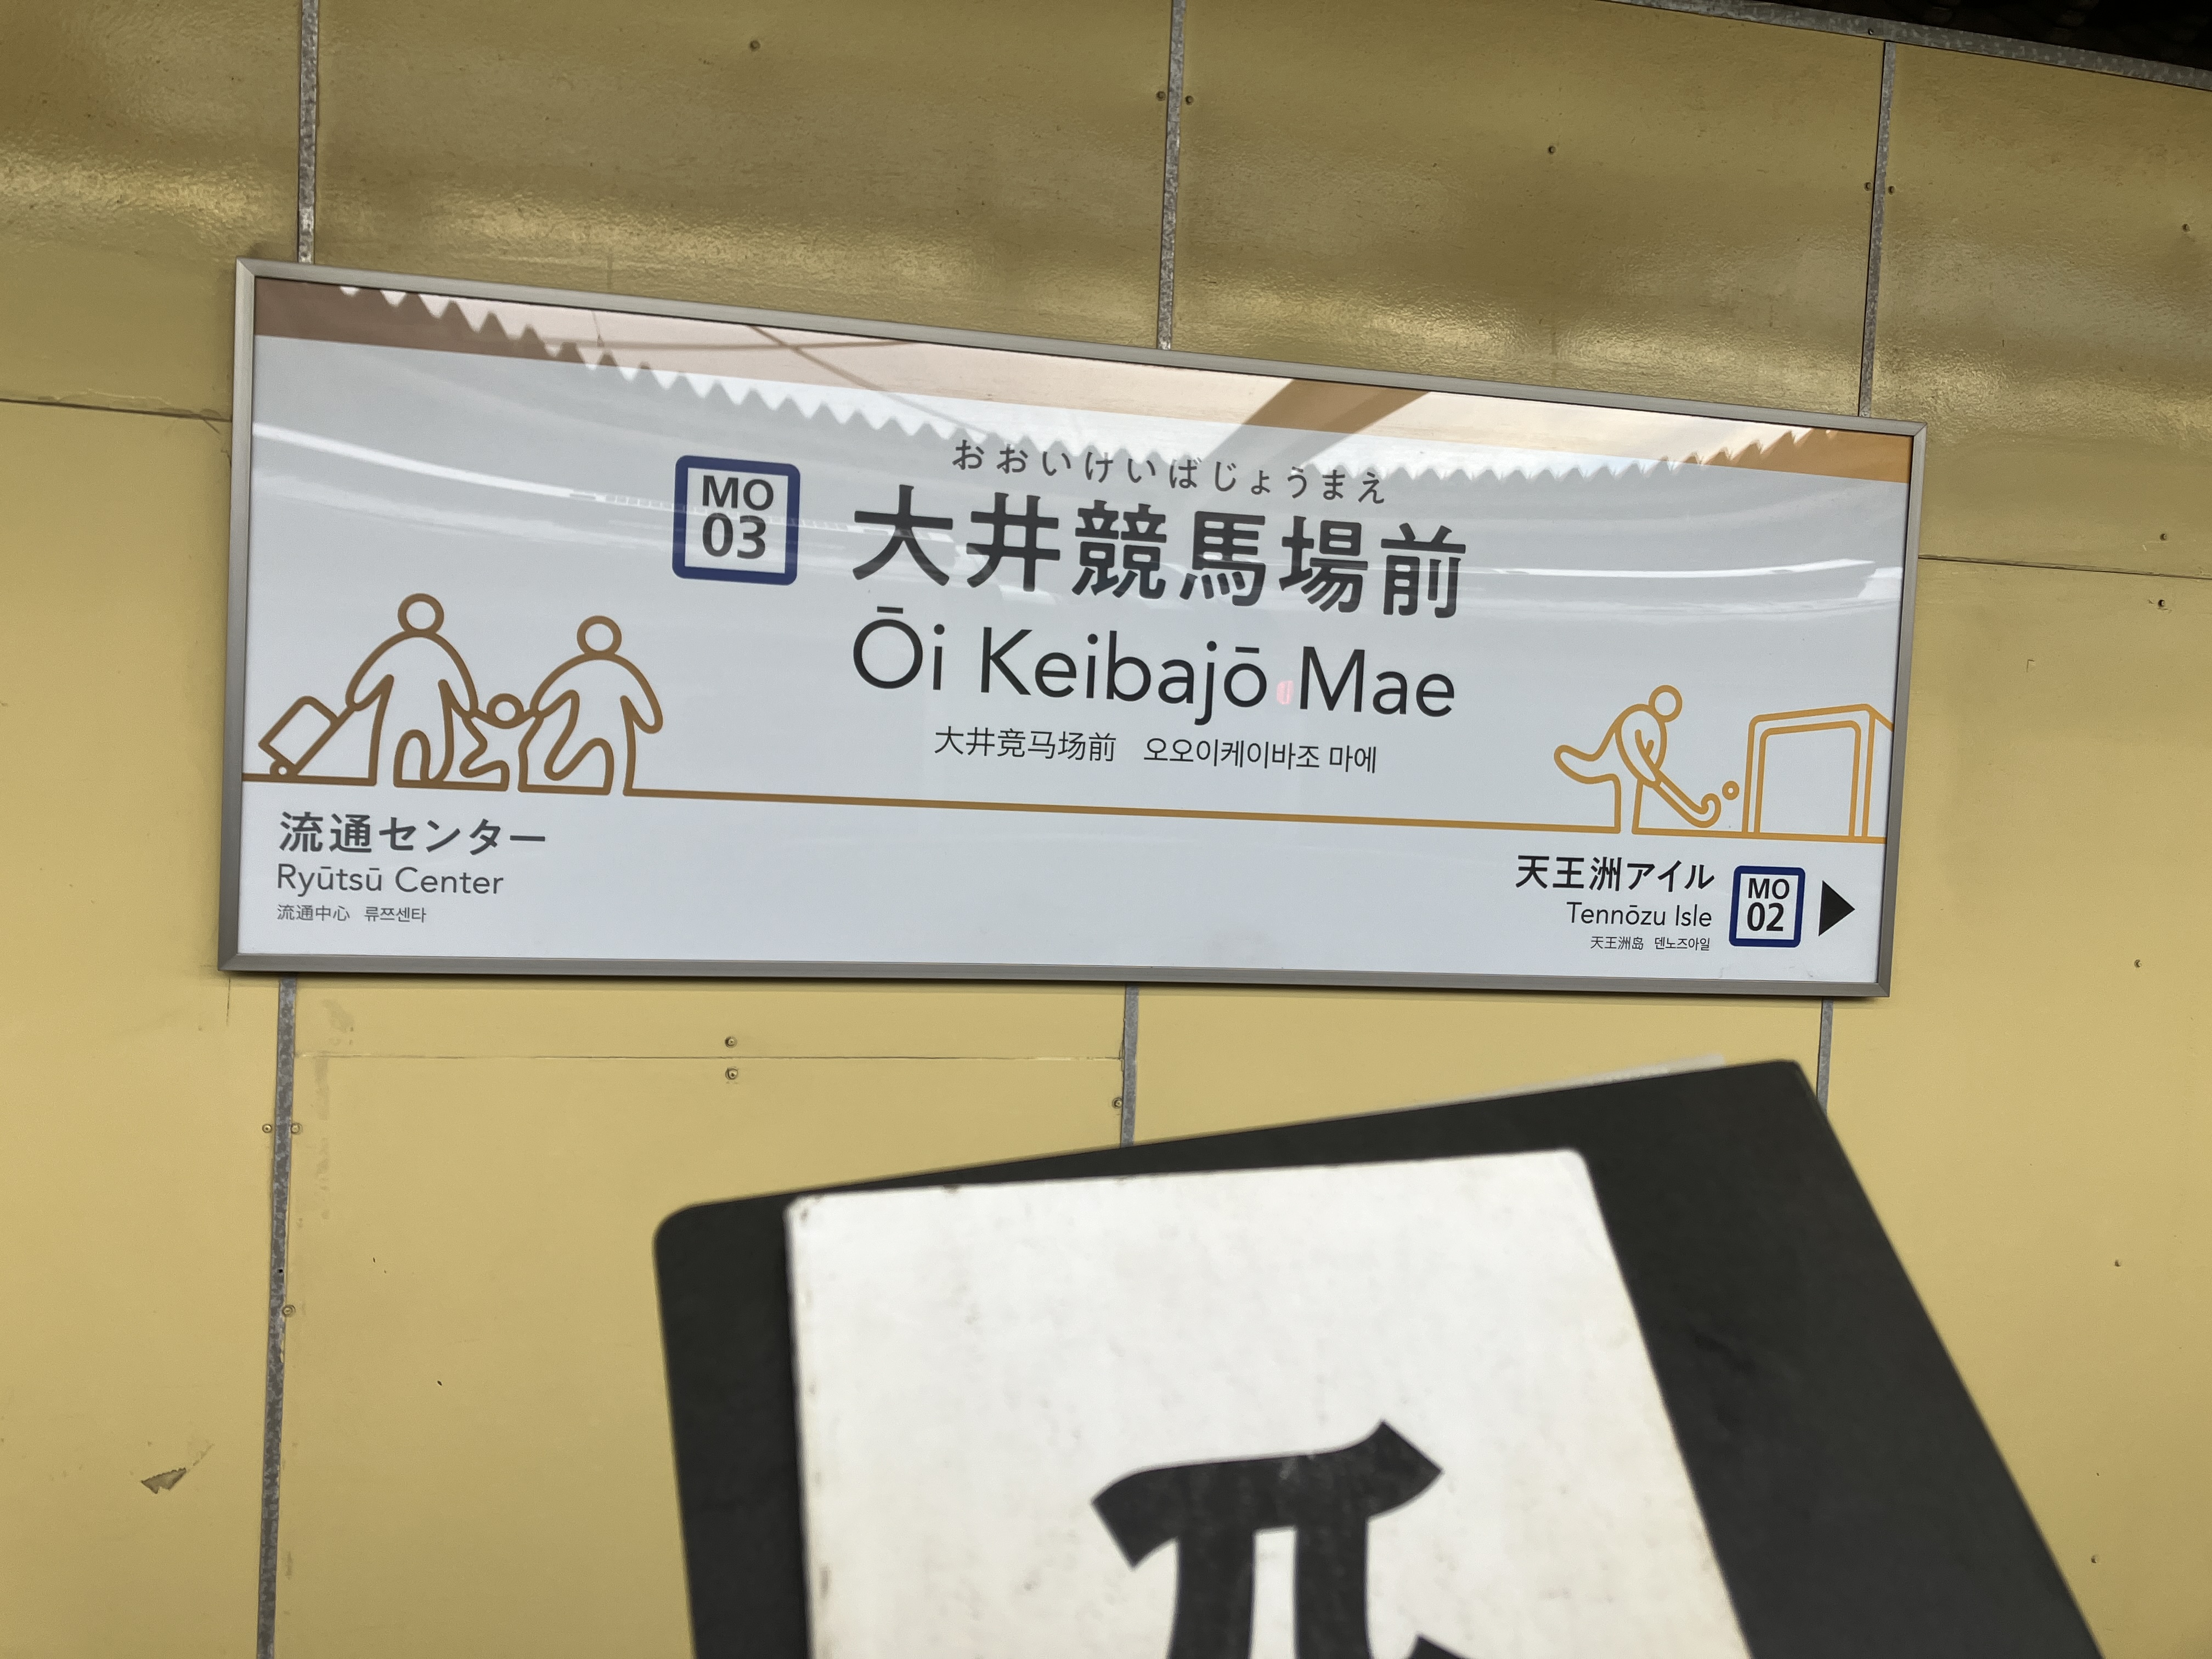 おおいけいばじょうまえ
MO
03
大井競馬場前
Ōi Keibajō Mae
大井竞马场前 오오이케이바조 마에
流通センター
Ryūtsū Center
流通中心 류쯔센타
天王洲アイル
Tennōzu Isle
天王洲岛 덴노즈아일
MO
02
π